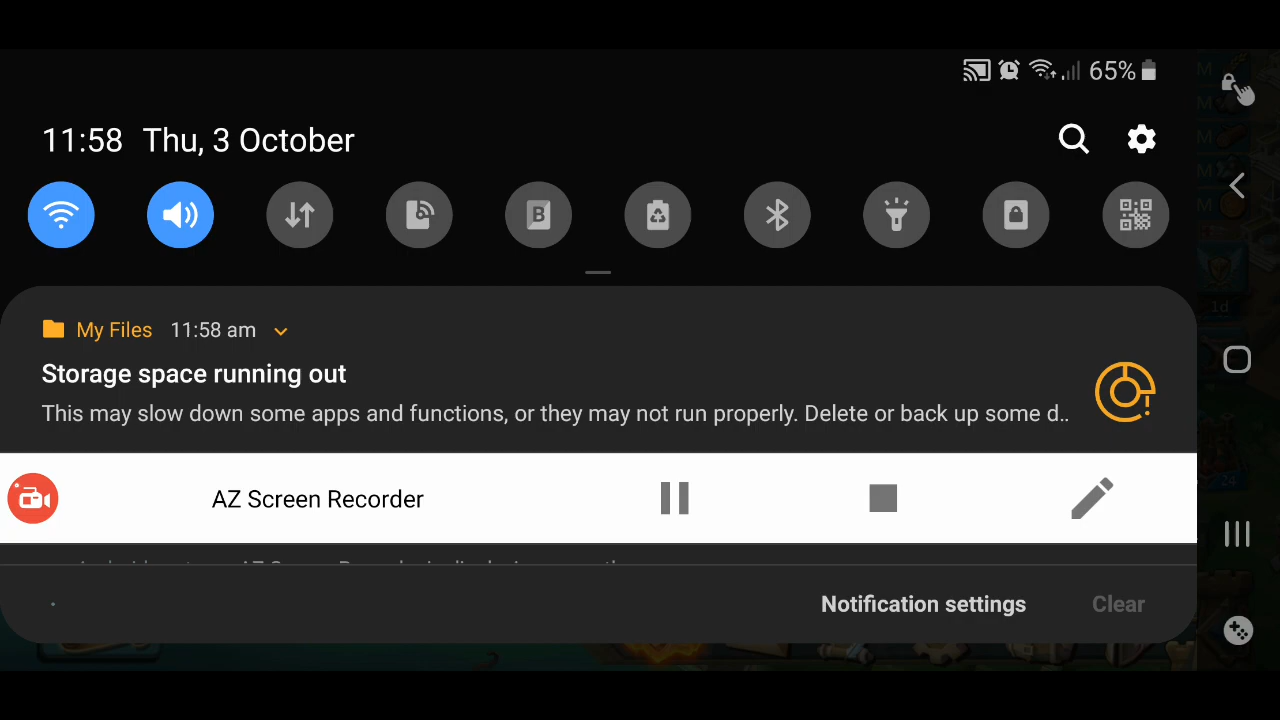 65%
11:58 Thu, 3 October
B
My Files 11:58 am
Storage space running out
This may slow down some apps and functions, or they may not run properly. Delete or back up some d..
AZ Screen Recorder
Notification settings Clear
1d
24